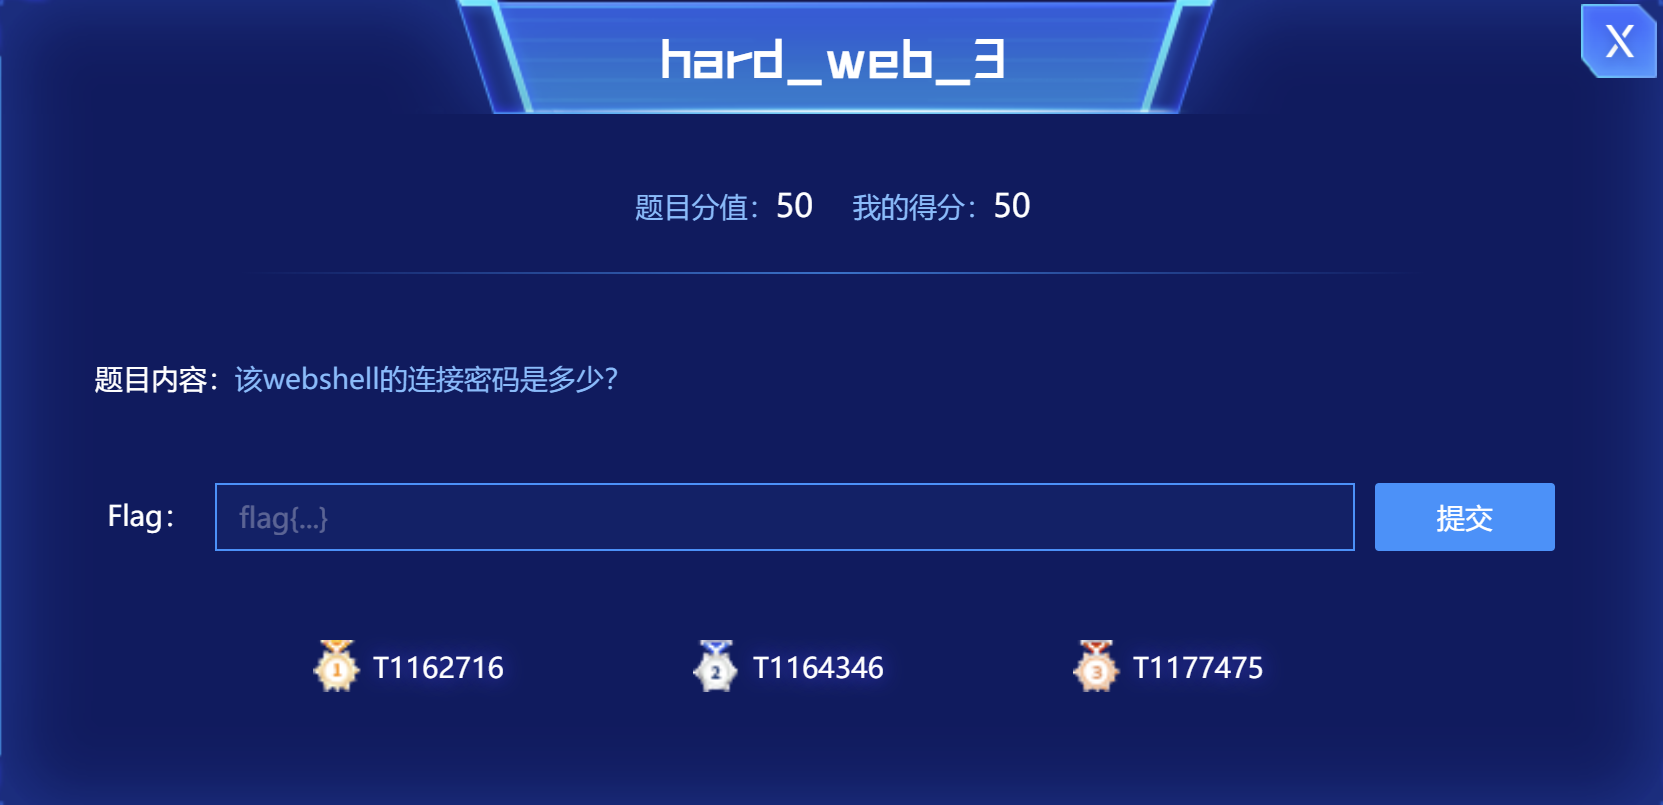 hard_web_3
X
题目分值：50 我的得分：50
题目内容：该webshell的连接密码是多少?
Flag： flag{...} 提交
1 T1162716 2 T1164346 3 T1177475